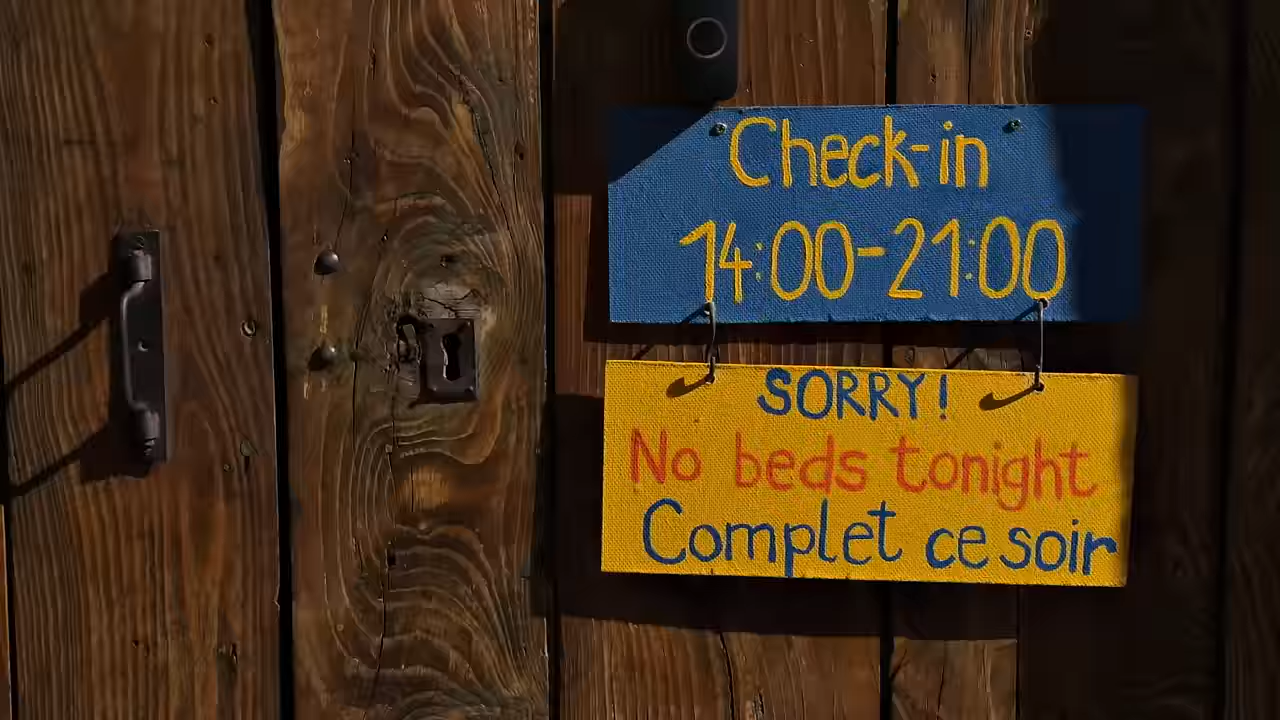 Check-in
14:00-21:00
SORRY!
No beds tonight
Complet ce soir